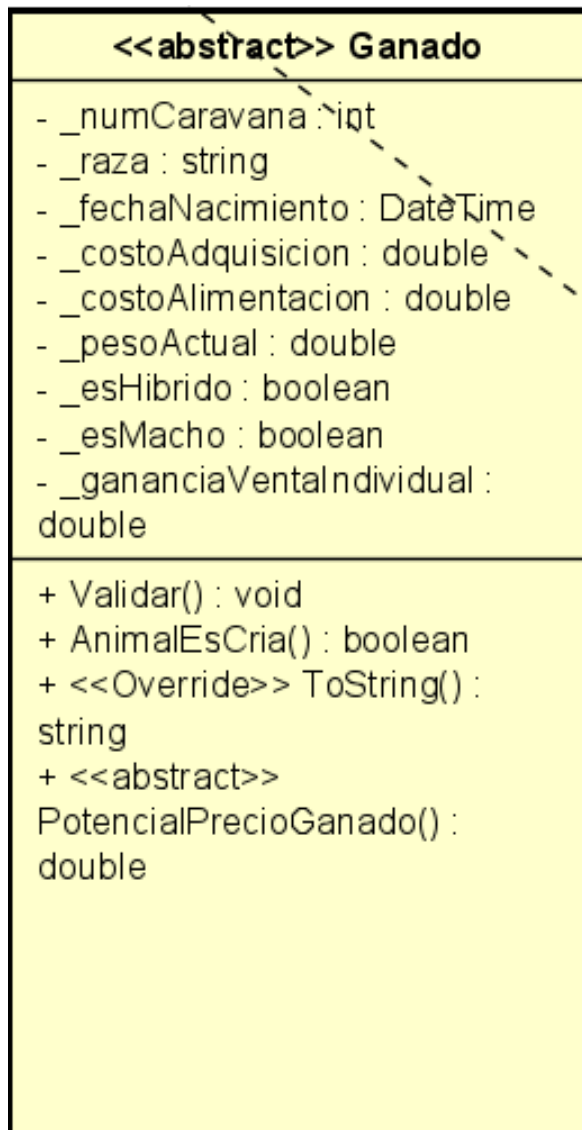 <<abstract>> Ganado
- _numCaravana : int
- _raza : string
- _fechaNacimiento : DateTime
- _costoAdquisicion : double
- _costoAlimentacion : double
- _pesoActual : double
- _esHibrido : boolean
- _esMacho : boolean
- _gananciaVentaIndividual :
double
+ Validar() : void
+ AnimalEsCria() : boolean
+ <<Override>> ToString() :
string
+ <<abstract>>
PotencialPrecioGanado() :
double